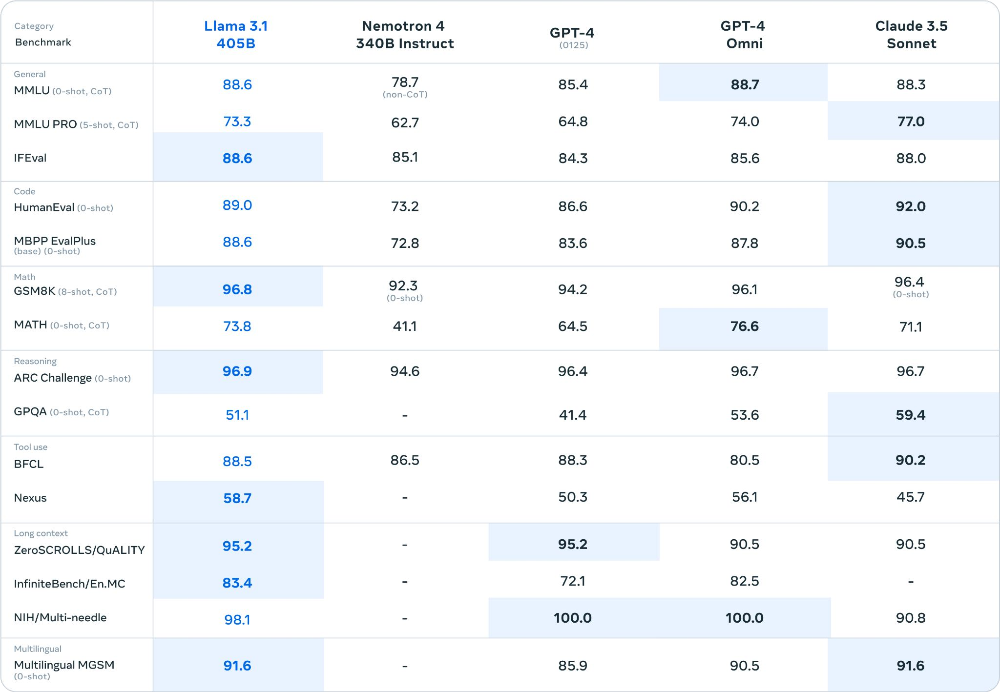 Category
Benchmark
Llama 3.1
405B
Nemotron 4
340B Instruct
GPT-4
(0125)
GPT-4
Omni
Claude 3.5
Sonnet
General
MMLU (0-shot, CoT)
88.6
78.7
(non-CoT)
85.4
88.7
88.3
MMLU PRO (5-shot, CoT)
73.3
62.7
64.8
74.0
77.0
IFEval
88.6
85.1
84.3
85.6
88.0
Code
HumanEval (0-shot)
89.0
73.2
86.6
90.2
92.0
MBPP EvalPlus
(base) (0-shot)
88.6
72.8
83.6
87.8
90.5
Math
GSM8K (8-shot, CoT)
96.8
92.3
(0-shot)
94.2
96.1
96.4
(0-shot)
MATH (0-shot, CoT)
73.8
41.1
64.5
76.6
71.1
Reasoning
ARC Challenge (0-shot)
96.9
94.6
96.4
96.7
96.7
GPQA (0-shot, CoT)
51.1
-
41.4
53.6
59.4
Tool use
BFCL
88.5
86.5
88.3
80.5
90.2
Nexus
58.7
-
50.3
56.1
45.7
Long context
ZeroSCROLLS/QuALITY
95.2
-
95.2
90.5
90.5
InfiniteBench/En.MC
83.4
-
72.1
82.5
-
NIH/Multi-needle
98.1
-
100.0
100.0
90.8
Multilingual
Multilingual MGSM
(0-shot)
91.6
-
85.9
90.5
91.6